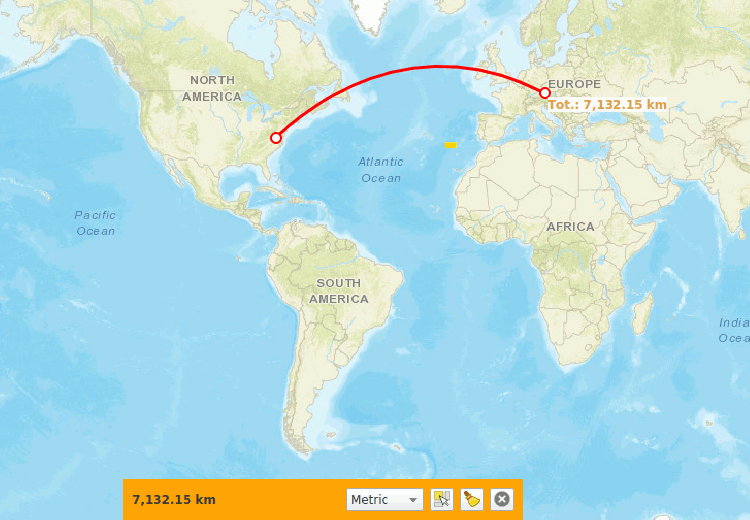 NORTH
AMERICA
EUROPE
Tot.: 7,132.15 km
Atlantic
Ocean
Pacific
Ocean
AFRICA
SOUTH
AMERICA
India
Ocea
7,132.15 km
Metric